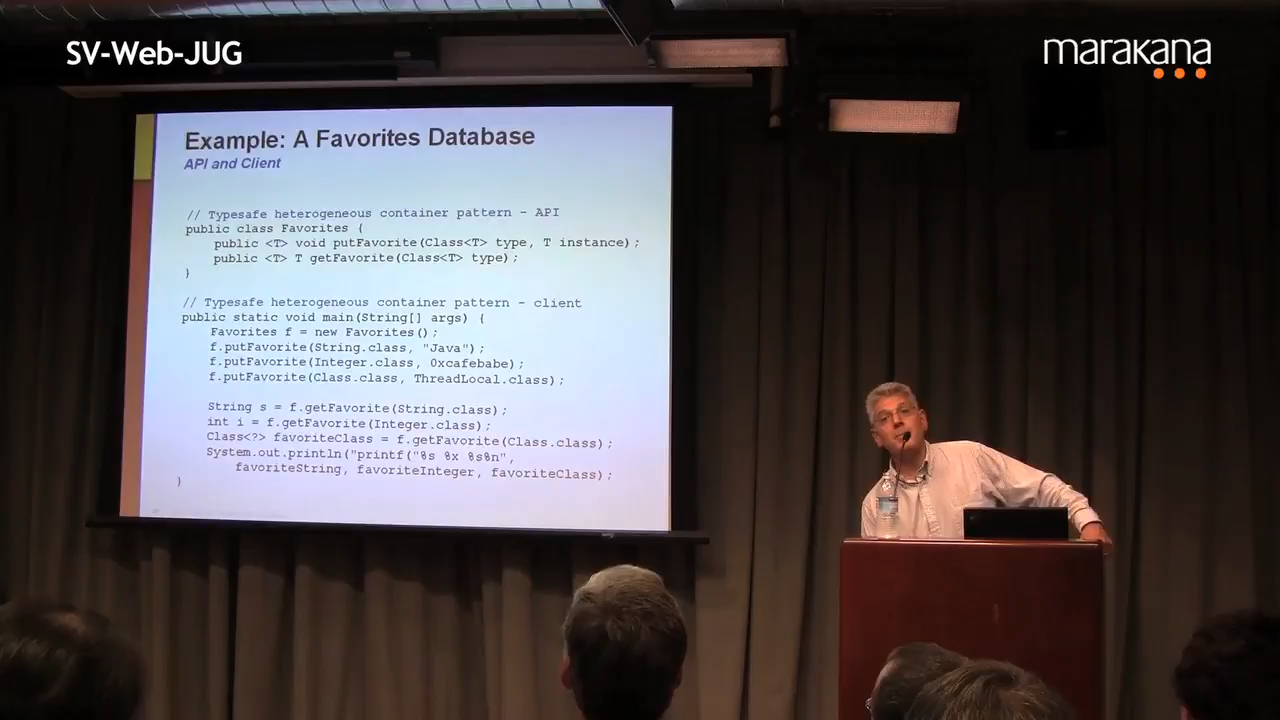 SV-Web-JUG
marakana
Example: A Favorites Database
API and Client
// Typesafe heterogeneous container pattern - API
public class Favorites {
public <T> void putFavorite(Class<T> type, T instance);
public <T> T getFavorite(Class<T> type);
}
// Typesafe heterogeneous container pattern - client
public static void main(String[] args) {
Favorites f = new Favorites();
f.putFavorite(String.class, "Java");
f.putFavorite(Integer.class, 0xcafebabe);
f.putFavorite(Class.class, ThreadLocal.class);
String s = f.getFavorite(String.class);
int i = f.getFavorite(Integer.class);
Class<?> favoriteClass = f.getFavorite(Class.class);
System.out.println("printf("%s %x %s%n",
favoriteString, favoriteInteger, favoriteClass);
}